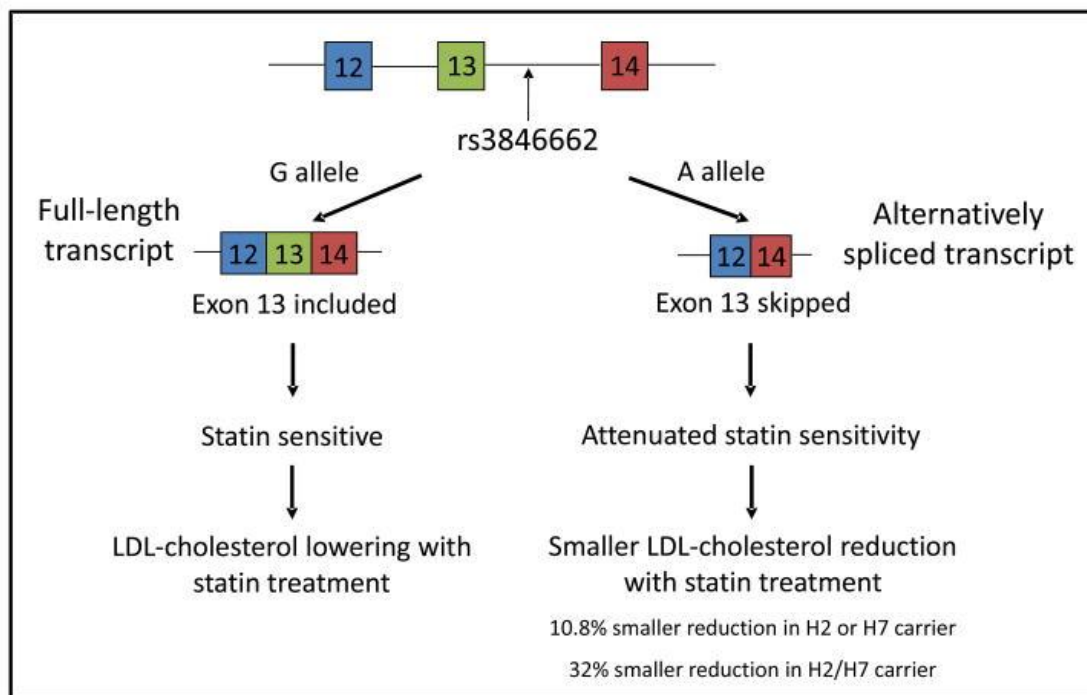 12 13 14
rs3846662
G allele
A allele
Full-length
transcript
12 13 14
Exon 13 included
Statin sensitive
LDL-cholesterol lowering with
statin treatment
Alternatively
spliced transcript
12 14
Exon 13 skipped
Attenuated statin sensitivity
Smaller LDL-cholesterol reduction
with statin treatment
10.8% smaller reduction in H2 or H7 carrier
32% smaller reduction in H2/H7 carrier